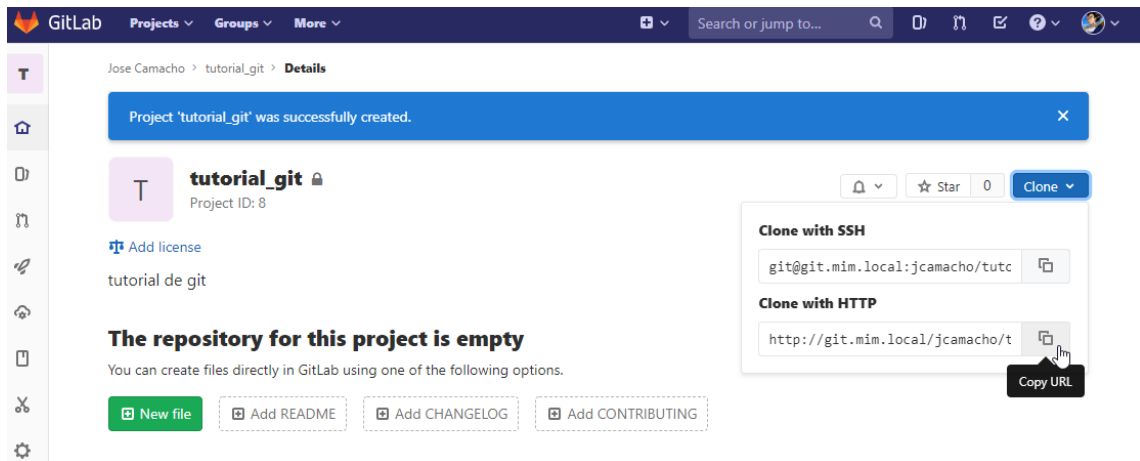 GitLab Projects Groups More Search or jump to...
T
Jose Camacho > tutorial_git > Details
Project 'tutorial_git' was successfully created.
T
tutorial_git
Project ID: 8
Star 0 Clone
Add license
tutorial de git
Clone with SSH
git@git.mim.local:jcamacho/tutc
Clone with HTTP
http://git.mim.local/jcamacho/t
Copy URL
The repository for this project is empty
You can create files directly in GitLab using one of the following options.
New file Add README Add CHANGELOG Add CONTRIBUTING